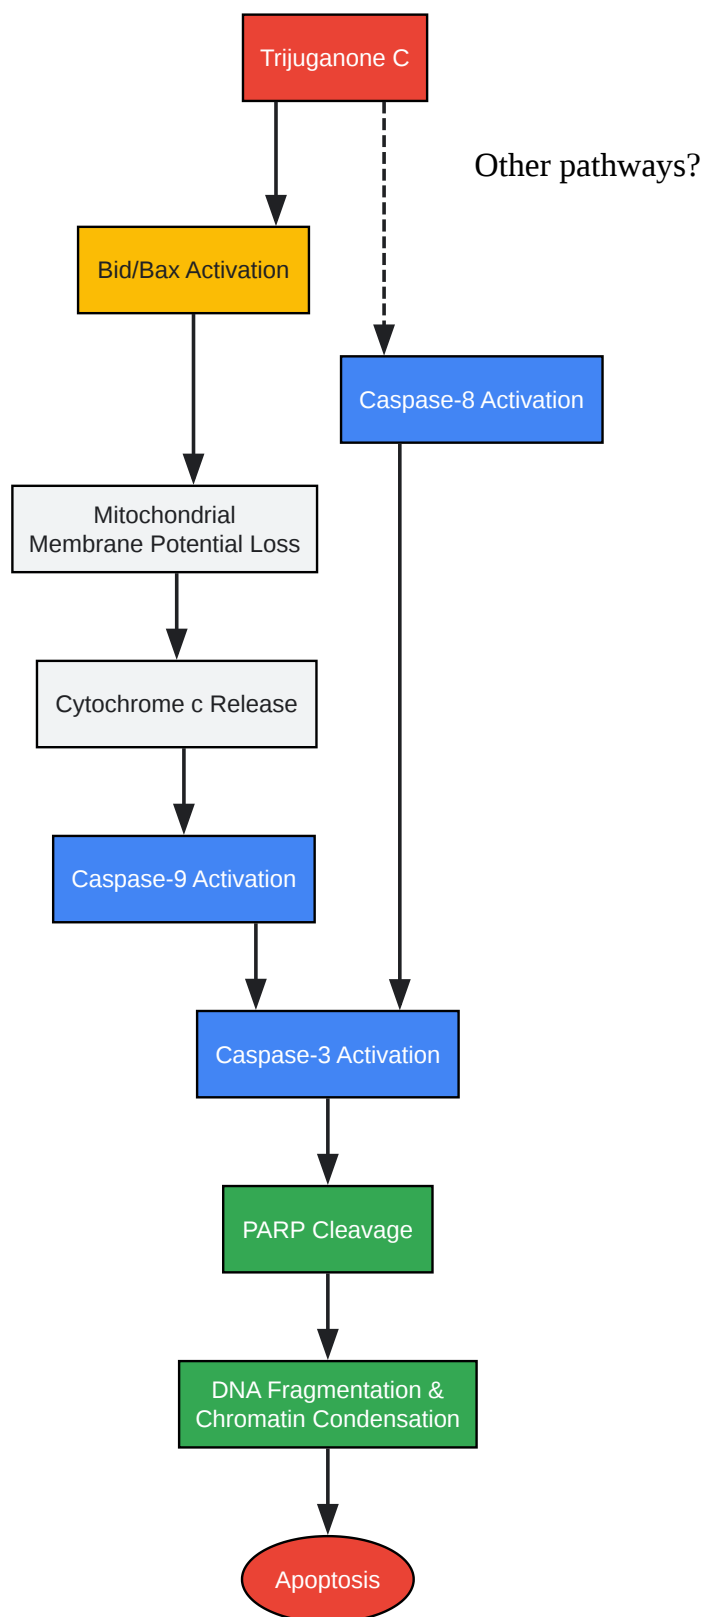 Trijuganone C
Other pathways?
Bid/Bax Activation
Caspase-8 Activation
Mitochondrial
Membrane Potential Loss
Cytochrome c Release
Caspase-9 Activation
Caspase-3 Activation
PARP Cleavage
DNA Fragmentation &
Chromatin Condensation
Apoptosis